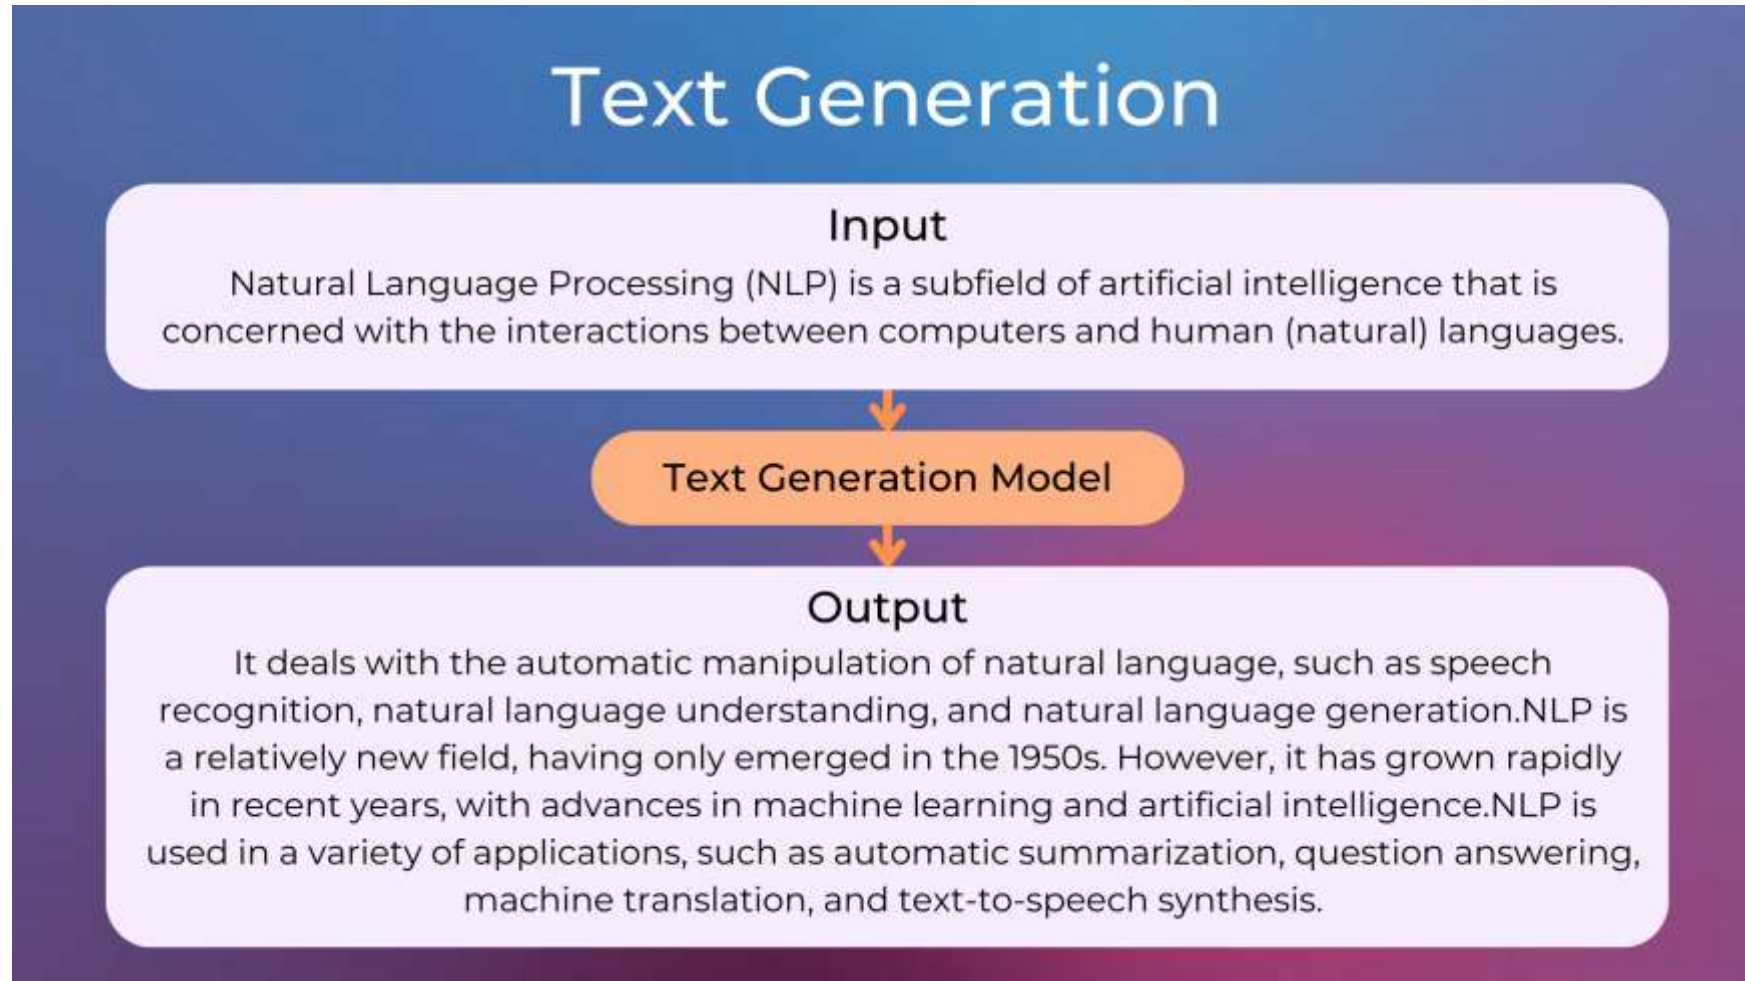 Text Generation
Input
Natural Language Processing (NLP) is a subfield of artificial intelligence that is
concerned with the interactions between computers and human (natural) languages.
Text Generation Model
Output
It deals with the automatic manipulation of natural language, such as speech
recognition, natural language understanding, and natural language generation.NLP is
a relatively new field, having only emerged in the 1950s. However, it has grown rapidly
in recent years, with advances in machine learning and artificial intelligence.NLP is
used in a variety of applications, such as automatic summarization, question answering,
machine translation, and text-to-speech synthesis.